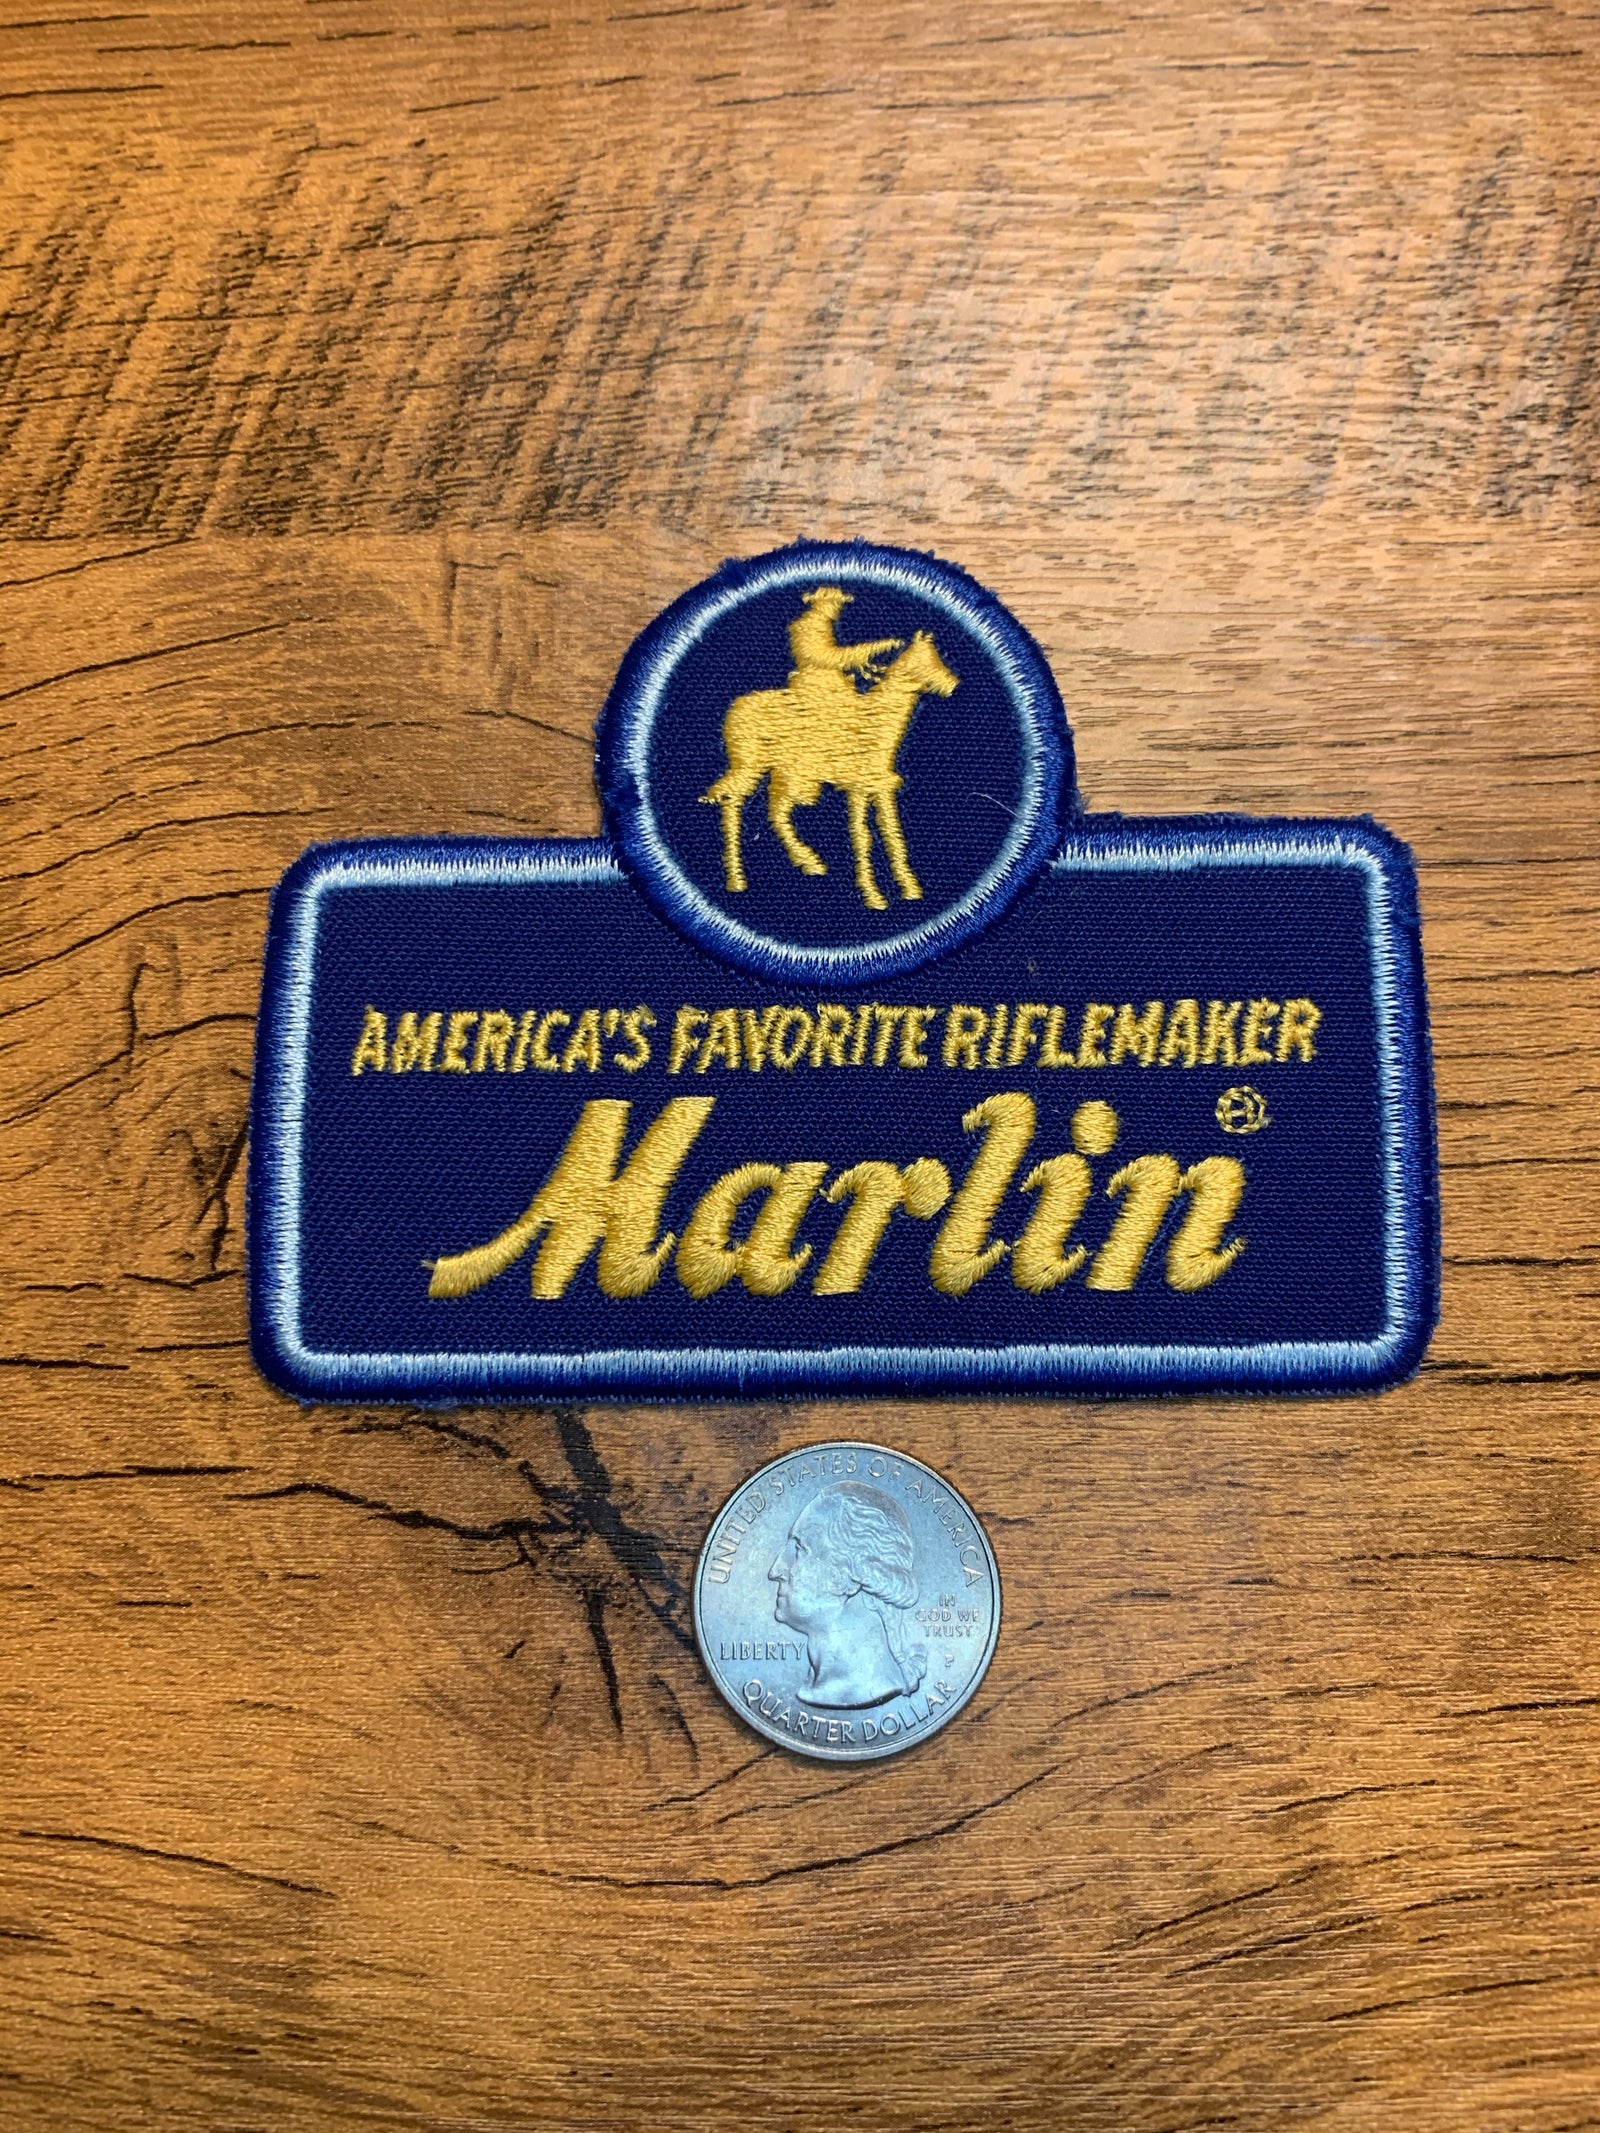 AMERICA'S FAVORITE RIFLEMAKER
Marlin®
UNITED STATES OF AMERICA
IN
GOD WE
TRUST
LIBERTY
P
QUARTER DOLLAR